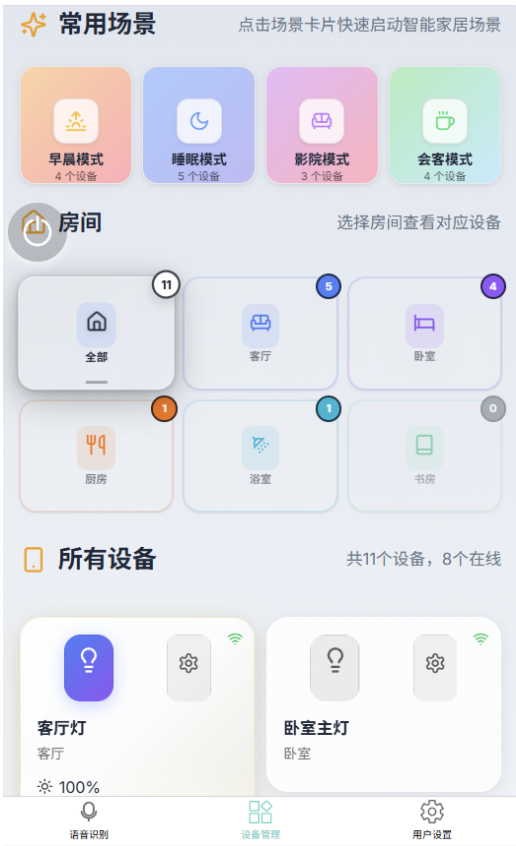 常用场景
点击场景卡片快速启动智能家居场景
早晨模式
4 个设备
睡眠模式
5 个设备
影院模式
3 个设备
会客模式
4 个设备
房间
选择房间查看对应设备
11
全部
5
客厅
4
卧室
1
厨房
1
浴室
0
书房
所有设备
共11个设备，8个在线
客厅灯
客厅
100%
卧室主灯
卧室
语音识别
设备管理
用户设置